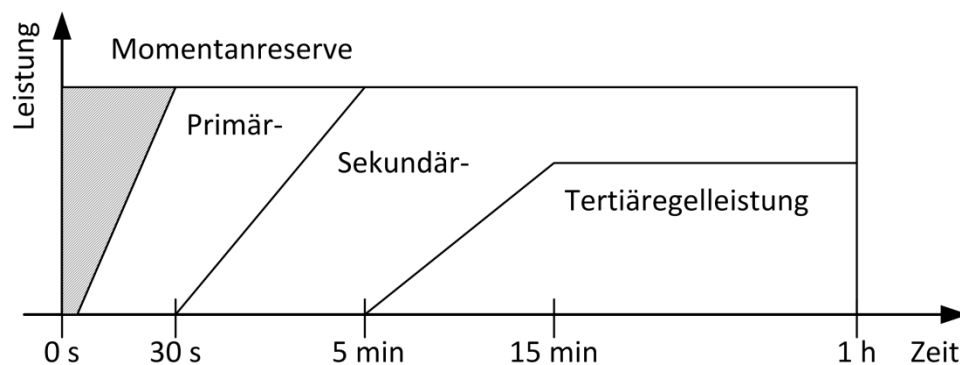 Leistung
Momentanreserve
Primär-
Sekundär-
Tertiäregelleistung
0 s
30 s
5 min
15 min
1 h
Zeit